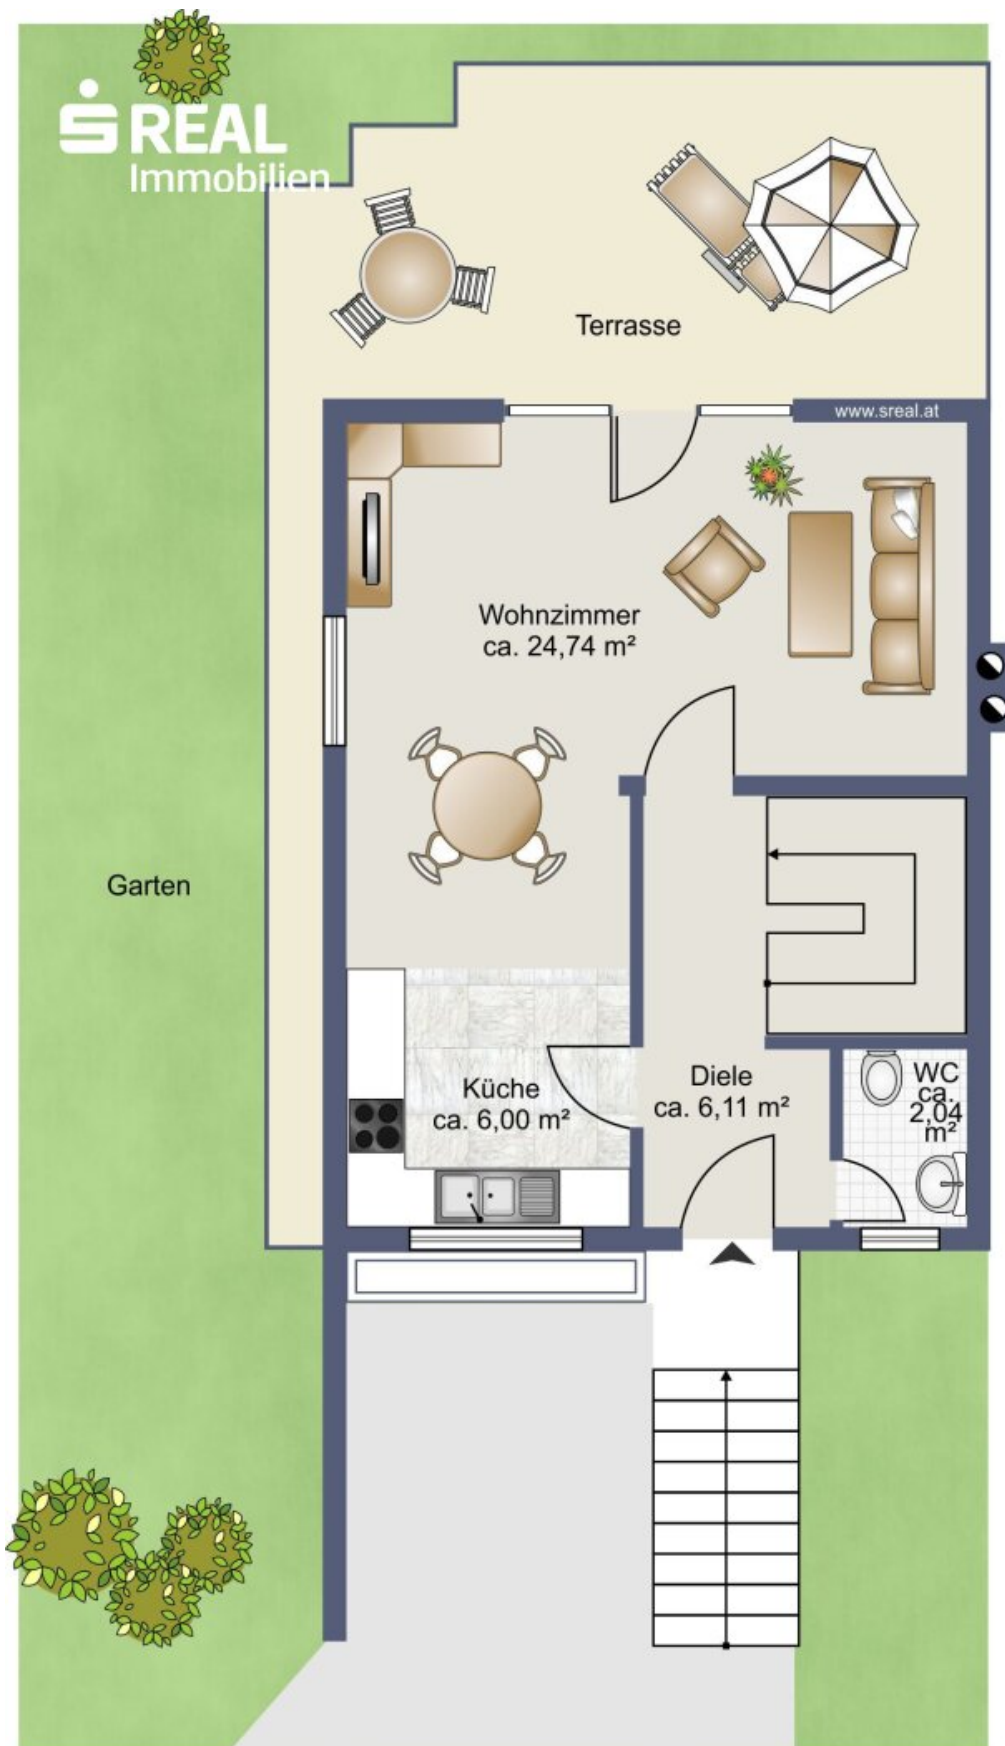 S REAL
Immobilien
Terrasse
www.sreal.at
Wohnzimmer
ca. 24,74 m²
Garten
Küche
ca. 6,00 m²
Diele
ca. 6,11 m²
WC
ca.
2,04
m²